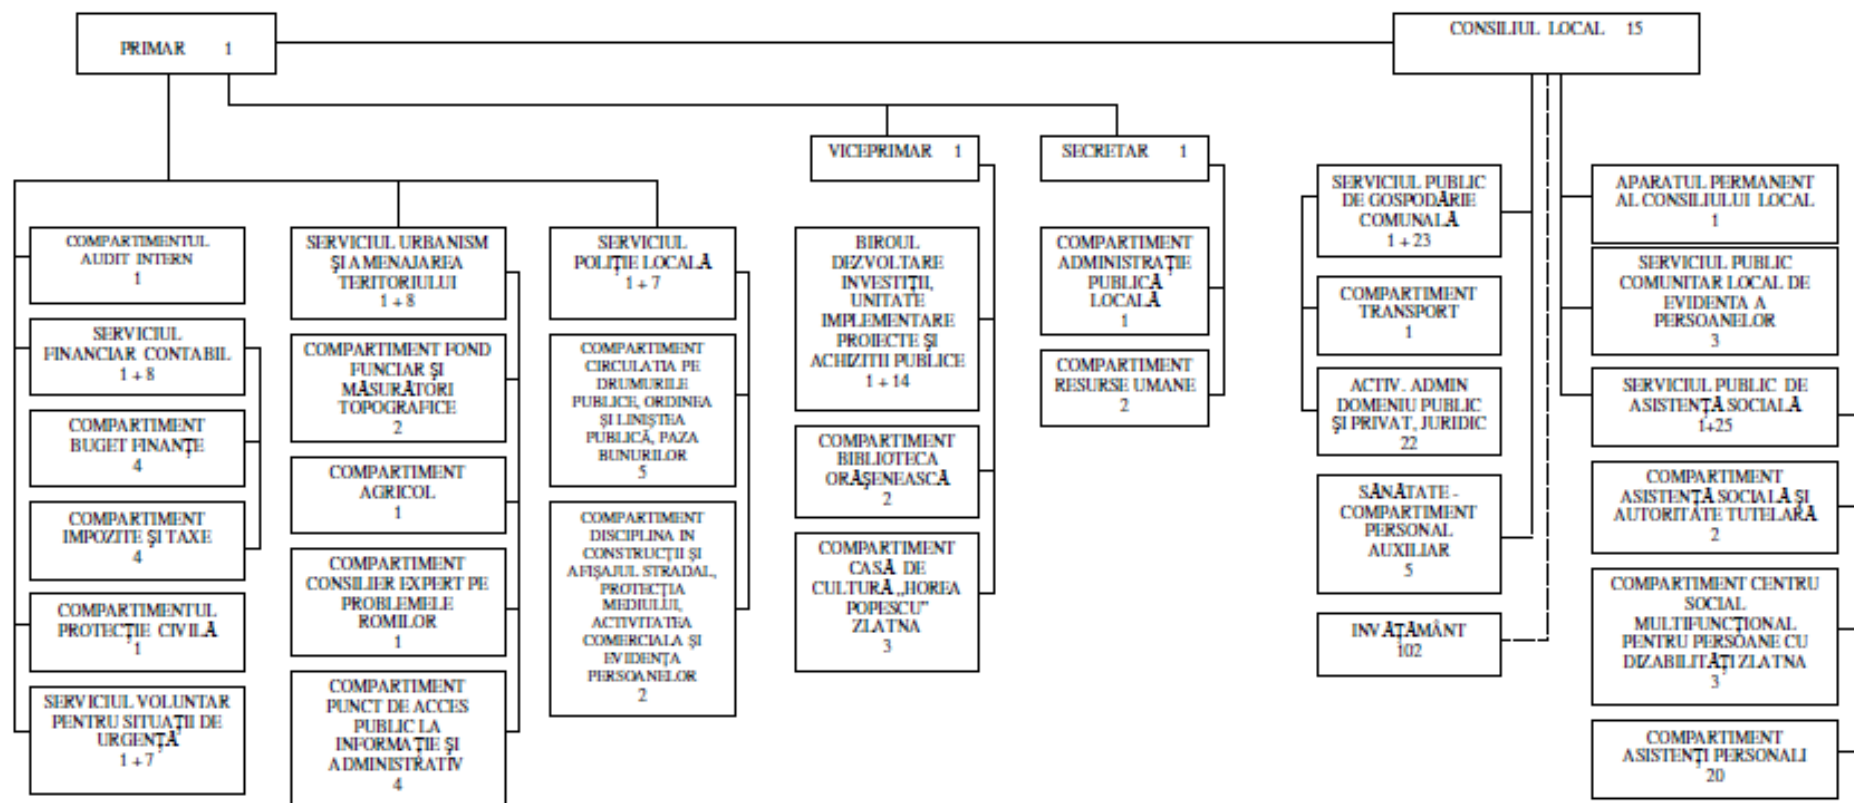 PRIMAR 1
CONSILIUL LOCAL 15
VICEPRIMAR 1
SECRETAR 1
COMPARTIMENTUL
AUDIT INTERN
1
SERVICIUL
FINANCIAR CONTABIL
1 + 8
COMPARTIMENT
BUGET FINANŢE
4
COMPARTIMENT
IMPOZITE ŞI TAXE
4
COMPARTIMENTUL
PROTECŢIE CIVILĂ
1
SERVICIUL VOLUNTAR
PENTRU SITUAŢII DE
URGENŢĂ
1 + 7
SERVICIUL URBANISM
ŞI AMENAJAREA
TERITORIULUI
1 + 8
COMPARTIMENT FOND
FUNCIAR ŞI
MĂSURĂTORI
TOPOGRAFICE
2
COMPARTIMENT
AGRICOL
1
COMPARTIMENT
CONSILIER EXPERT PE
PROBLEMELE
ROMILOR
1
COMPARTIMENT
PUNCT DE ACCES
PUBLIC LA
INFORMAŢIE ŞI
ADMINISTRATIV
4
SERVICIUL
POLIŢIE LOCALĂ
1 + 7
COMPARTIMENT
CIRCULATIA PE
DRUMURILE
PUBLICE, ORDINEA
ŞI LINIŞTEA
PUBLICĂ, PAZA
BUNURILOR
5
COMPARTIMENT
DISCIPLINA IN
CONSTRUCŢII ŞI
AFIŞAJUL STRADAL,
PROTECŢIA
MEDIULUI,
ACTIVITATEA
COMERCIALA ŞI
EVIDENŢA
PERSOANELOR
2
BIROUL
DEZVOLTARE
INVESTIŢII,
UNITATE
IMPLEMENTARE
PROIECTE ŞI
ACHIZITII PUBLICE
1 + 14
COMPARTIMENT
BIBLIOTECA
ORĂŞENEASCĂ
2
COMPARTIMENT
CASĂ DE
CULTURĂ „HOREA
POPESCU”
ZLATNA
3
COMPARTIMENT
ADMINISTRAŢIE
PUBLICĂ
LOCALĂ
1
COMPARTIMENT
RESURSE UMANE
2
SERVICIUL PUBLIC
DE GOSPODĂRIE
COMUNALĂ
1 + 23
COMPARTIMENT
TRANSPORT
1
ACTIV. ADMIN
DOMENIU PUBLIC
ŞI PRIVAT, JURIDIC
22
SĂNĂTATE -
COMPARTIMENT
PERSONAL
AUXILIAR
5
INVĂŢĂMÂNT
102
APARATUL PERMANENT
AL CONSILIULUI LOCAL
1
SERVICIUL PUBLIC
COMUNITAR LOCAL DE
EVIDENTA A
PERSOANELOR
3
SERVICIUL PUBLIC DE
ASISTENŢĂ SOCIALĂ
1+25
COMPARTIMENT
ASISTENŢĂ SOCIALĂ ŞI
AUTORITATE TUTELARĂ
2
COMPARTIMENT CENTRU
SOCIAL
MULTIFUNCŢIONAL
PENTRU PERSOANE CU
DIZABILITĂŢI ZLATNA
3
COMPARTIMENT
ASISTENŢI PERSONALI
20